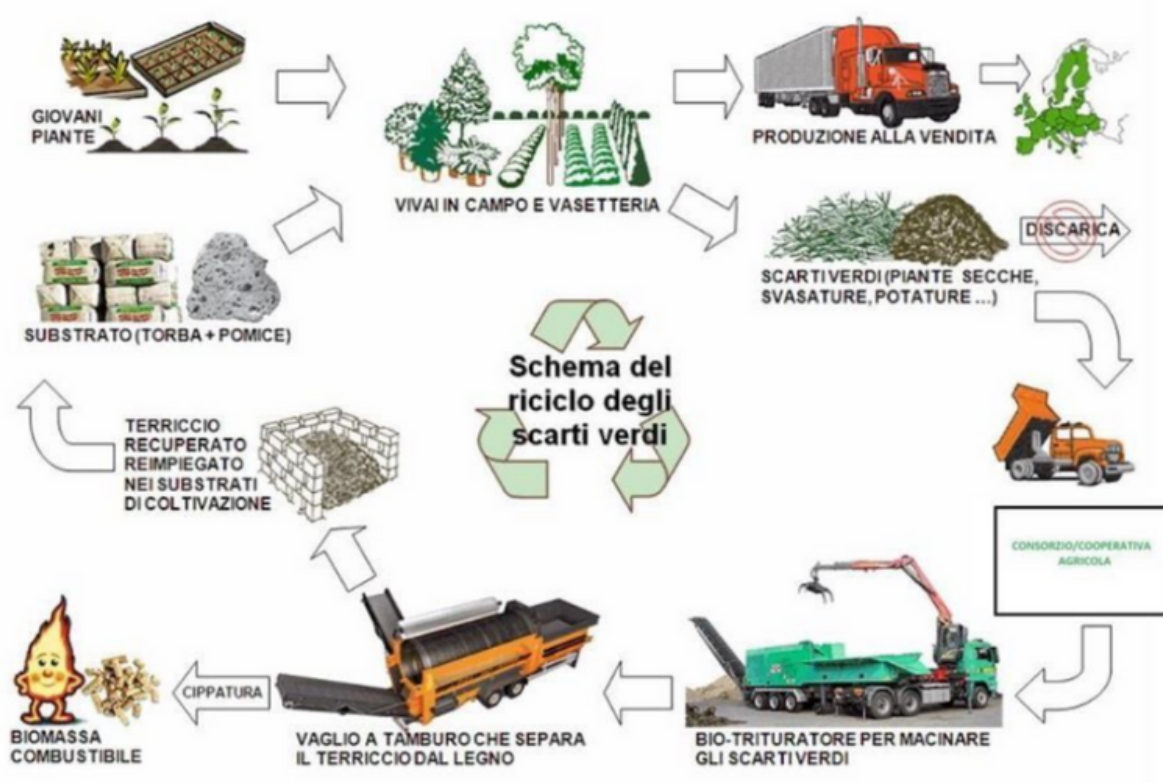 GIOVANI
PIANTE
VIVAI IN CAMPO E VASETTERIA
PRODUZIONE ALLA VENDITA
SUBSTRATO (TORBA + POMICE)
SCARTI VERDI (PIANTE SECCHE,
SVASATURE, POTATURE ...)
DISCARICA
Schema del
riciclo degli
scarti verdi
TERRICCIO
RECUPERATO
REIMPIEGATO
NEI SUBSTRATI
DI COLTIVAZIONE
CONSORZIO/COOPERATIVA
AGRICOLA
BIO-TRITURATORE PER MACINARE
GLI SCARTI VERDI
VAGLIO A TAMBURO CHE SEPARA
IL TERRICCIO DAL LEGNO
CIPPATURA
BIOMASSA
COMBUSTIBILE